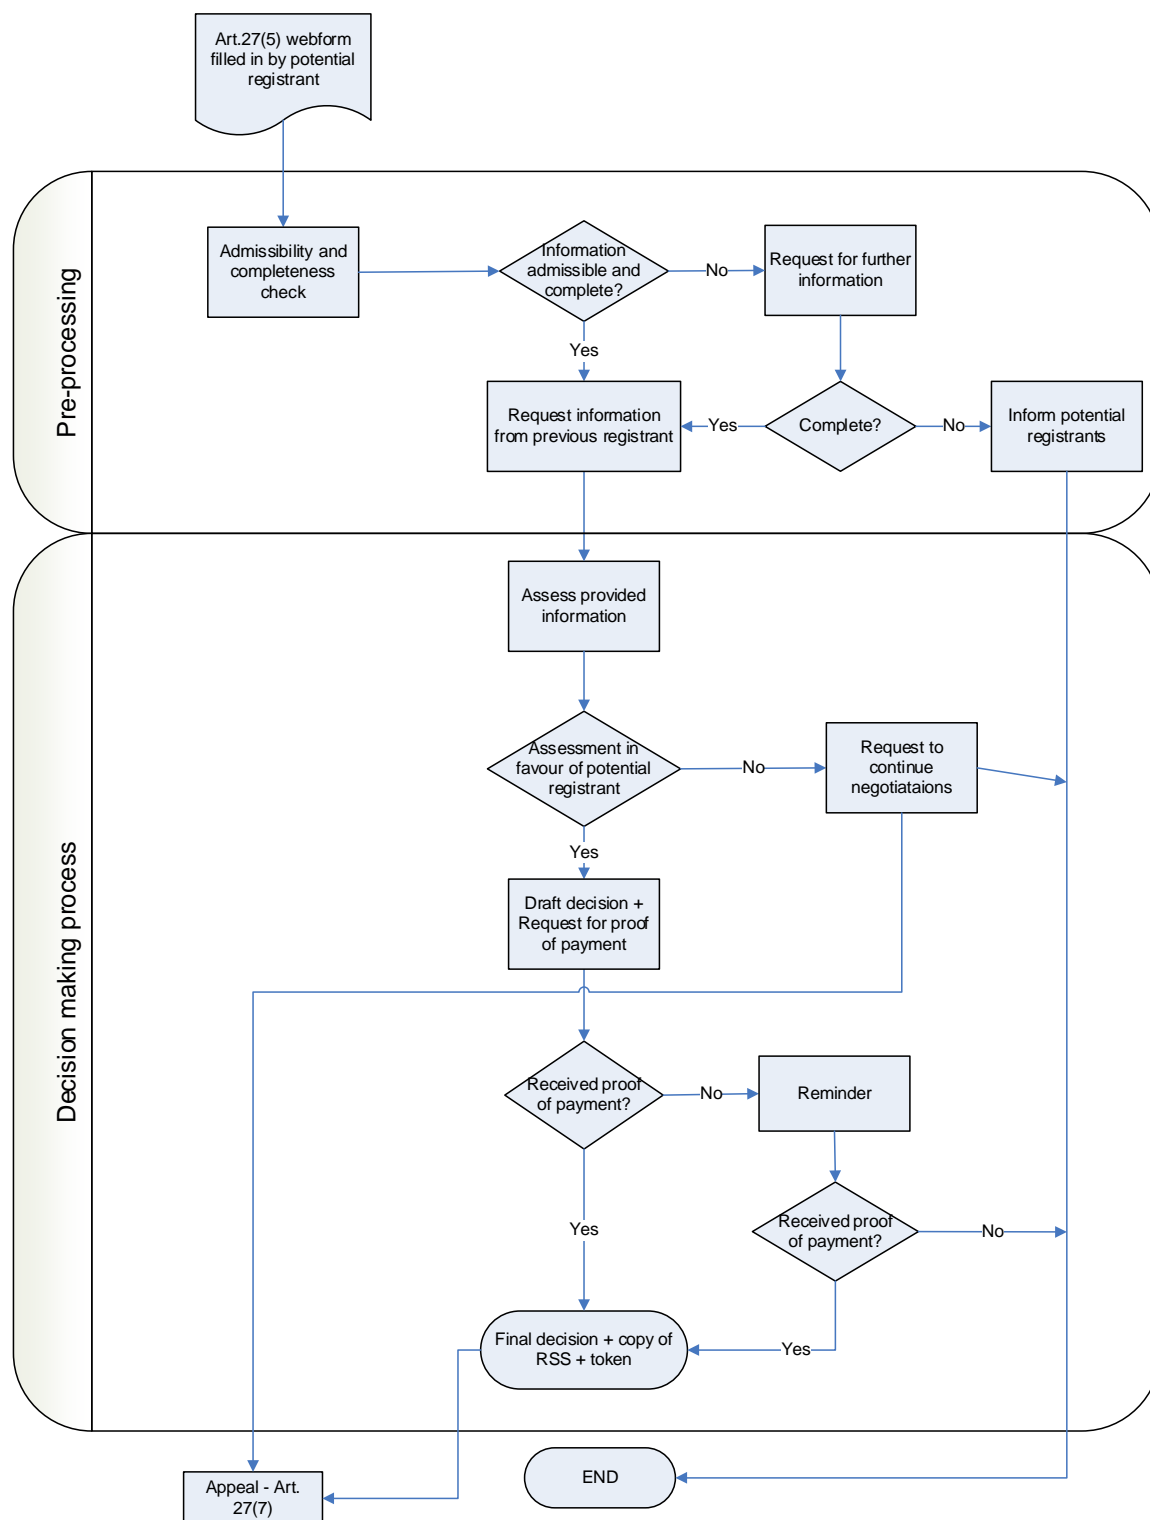 Art.27(5) webform
filled in by potential
registrant
Pre-processing
Admissibility and
completeness
check
Information
admissible and
complete?
No
Request for further
information
Yes
Request information
from previous registrant
Yes
Complete?
No
Inform potential
registrants
Decision making process
Assess provided
information
Assessment in
favour of potential
registrant
No
Request to
continue
negotiataions
Yes
Draft decision +
Request for proof
of payment
Received proof
of payment?
No
Reminder
Yes
Received proof
of payment?
No
Final decision + copy of
RSS + token
Yes
END
Appeal - Art.
27(7)